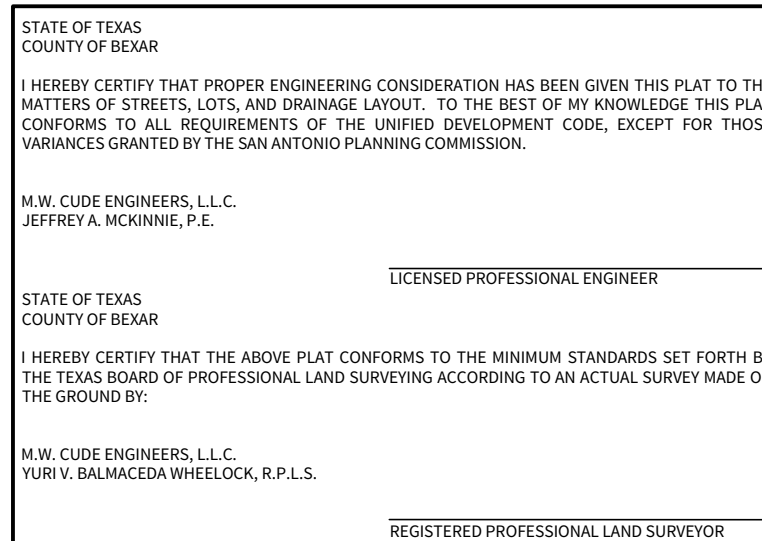 STATE OF TEXAS
COUNTY OF BEXAR
I HEREBY CERTIFY THAT PROPER ENGINEERING CONSIDERATION HAS BEEN GIVEN THIS PLAT TO TH
MATTERS OF STREETS, LOTS, AND DRAINAGE LAYOUT. TO THE BEST OF MY KNOWLEDGE THIS PLA
CONFORMS TO ALL REQUIREMENTS OF THE UNIFIED DEVELOPMENT CODE, EXCEPT FOR THOS
VARIANCES GRANTED BY THE SAN ANTONIO PLANNING COMMISSION.
M.W. CUDE ENGINEERS, L.L.C.
JEFFREY A. MCKINNIE, P.E.
LICENSED PROFESSIONAL ENGINEER
STATE OF TEXAS
COUNTY OF BEXAR
I HEREBY CERTIFY THAT THE ABOVE PLAT CONFORMS TO THE MINIMUM STANDARDS SET FORTH B
THE TEXAS BOARD OF PROFESSIONAL LAND SURVEYING ACCORDING TO AN ACTUAL SURVEY MADE O
THE GROUND BY:
M.W. CUDE ENGINEERS, L.L.C.
YURI V. BALMACEDA WHEELOCK, R.P.L.S.
REGISTERED PROFESSIONAL LAND SURVEYOR